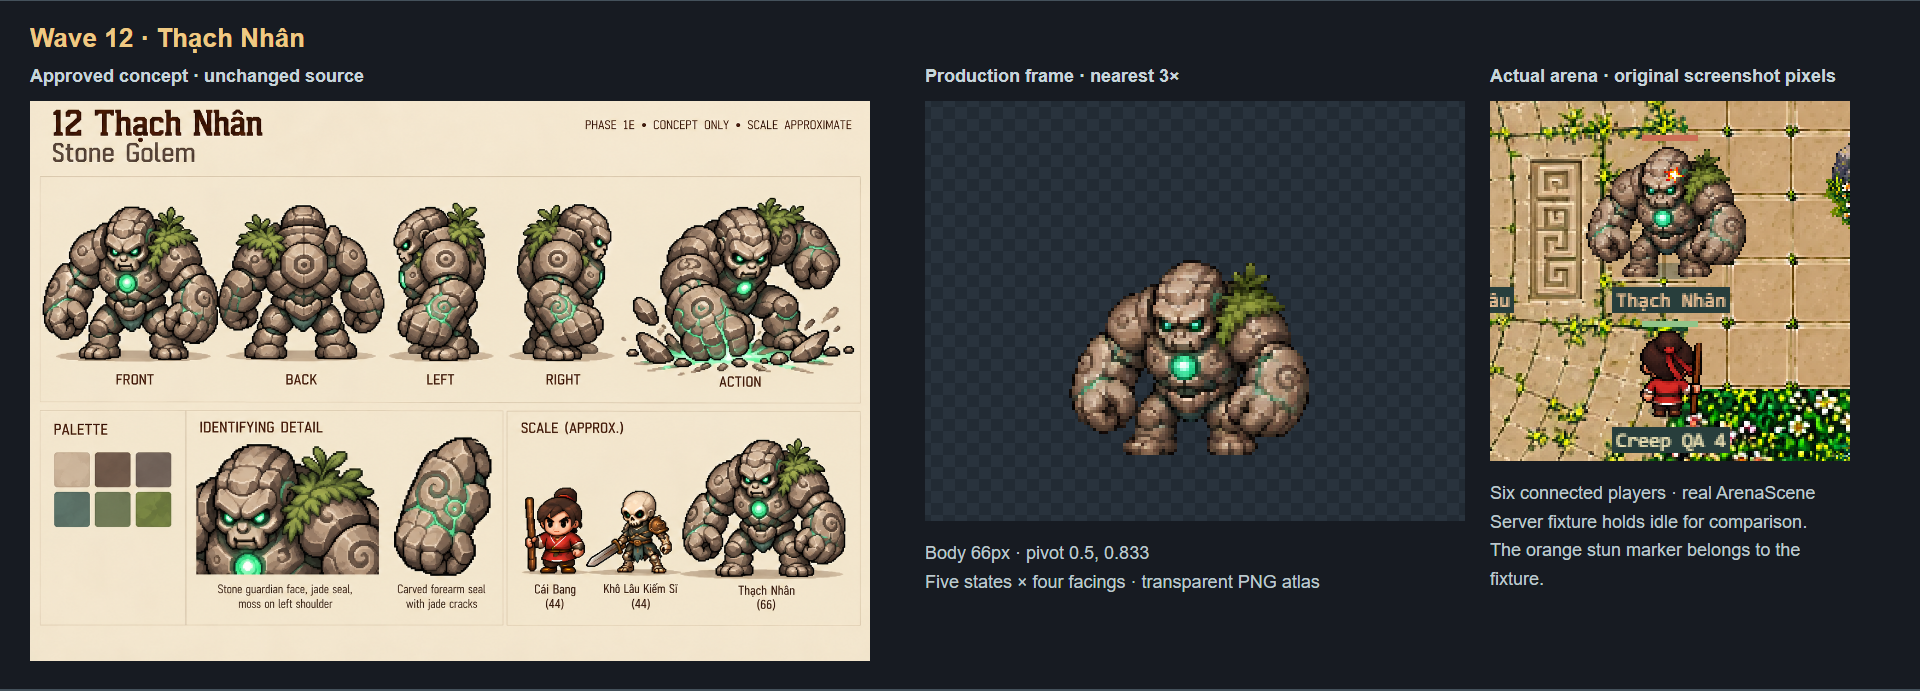 Wave 12 · Thạch Nhân
Approved concept · unchanged source
12 Thạch Nhân
Stone Golem
PHASE 1E • CONCEPT ONLY • SCALE APPROXIMATE
FRONT
BACK
LEFT
RIGHT
ACTION
PALETTE
IDENTIFYING DETAIL
Stone guardian face, jade seal,
moss on left shoulder
Carved forearm seal
with jade cracks
SCALE (APPROX.)
Cái Bang
(44)
Khô Lâu Kiếm Sĩ
(44)
Thạch Nhân
(66)
Production frame · nearest 3×
Body 66px · pivot 0.5, 0.833
Five states × four facings · transparent PNG atlas
Actual arena · original screenshot pixels
âu
Thạch Nhân
Creep QA 4
Six connected players · real ArenaScene
Server fixture holds idle for comparison.
The orange stun marker belongs to the
fixture.